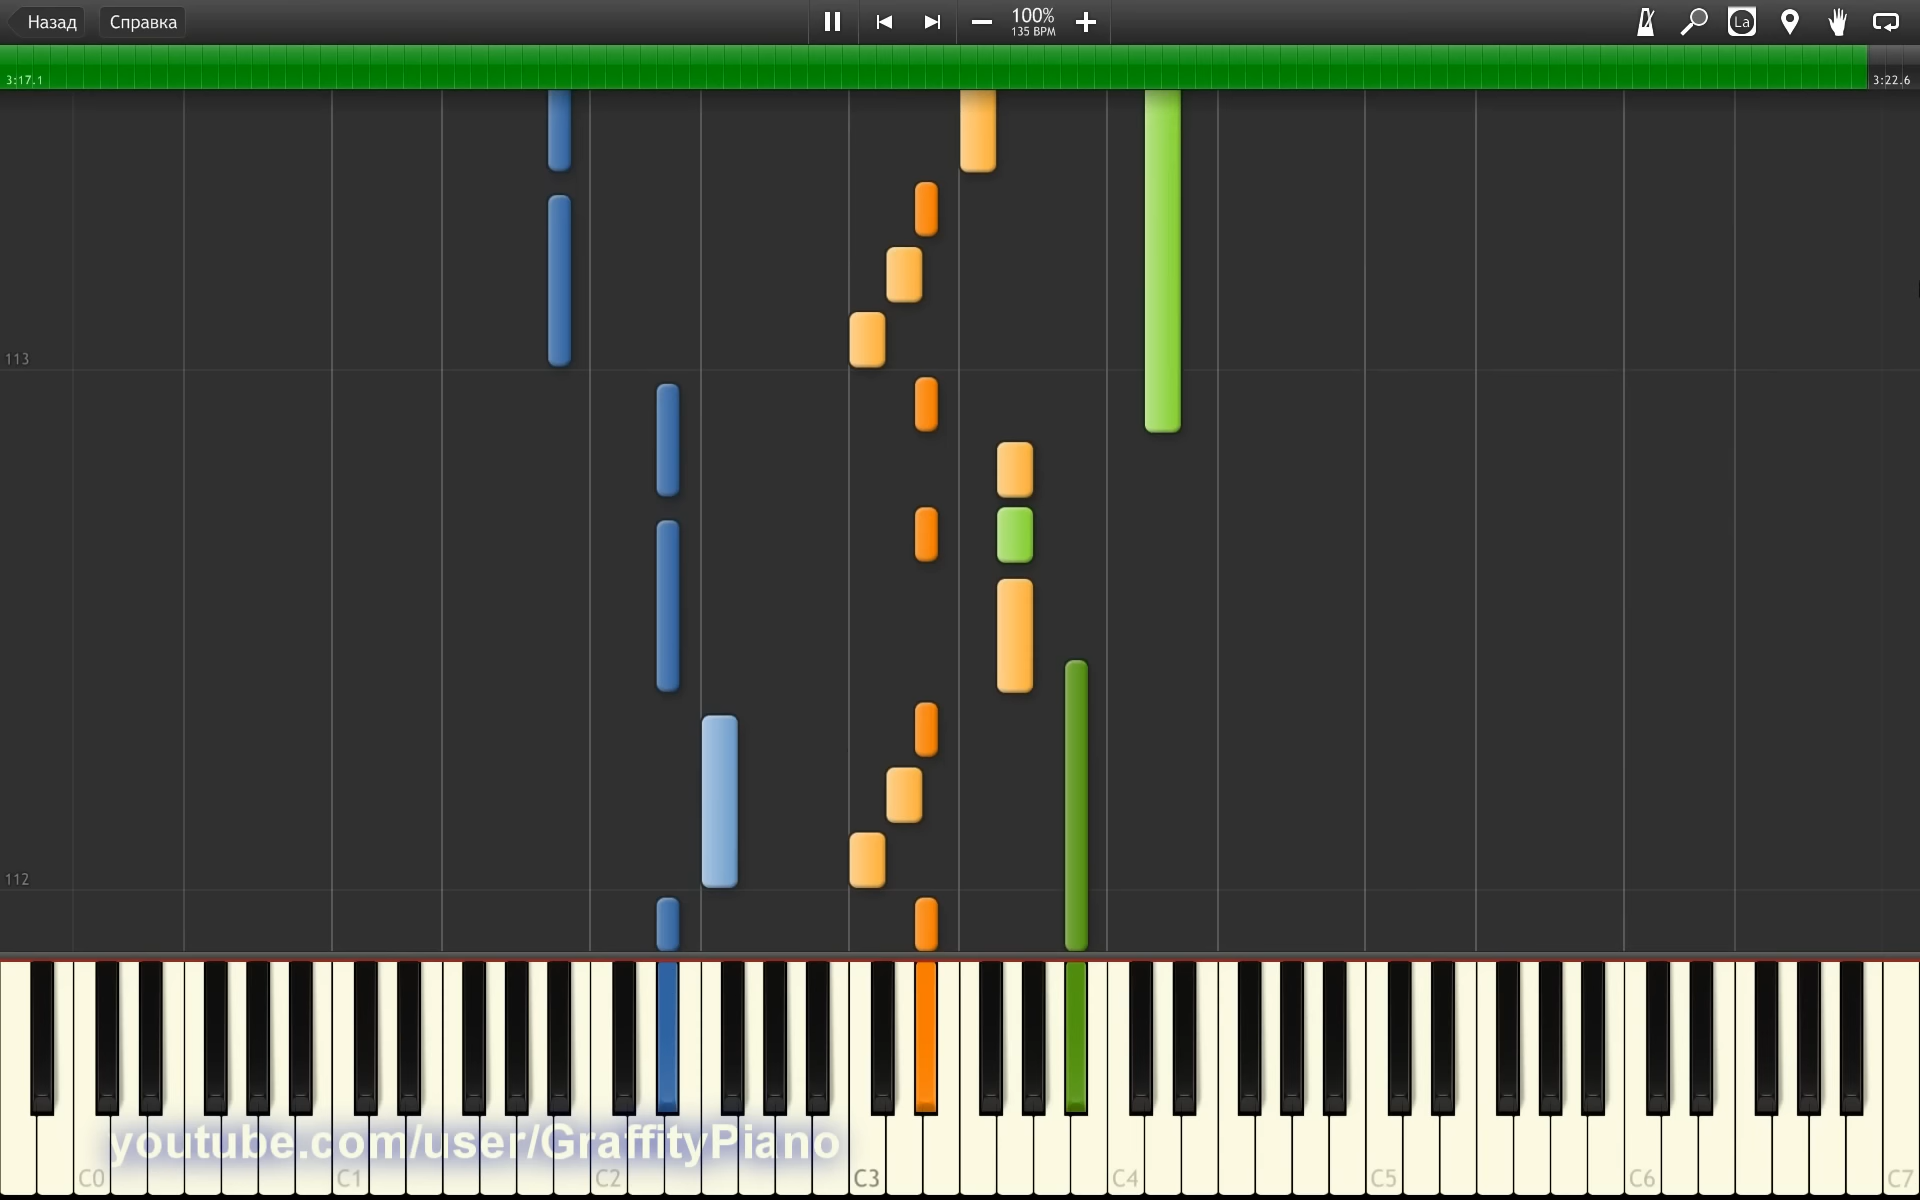 Назад Справка 100% La
135 BPM
3:17.1 3:22.6
113
112
youtube.com/user/GraffityPiano
C0 C1 C2 C3 C4 C5 C6 C7